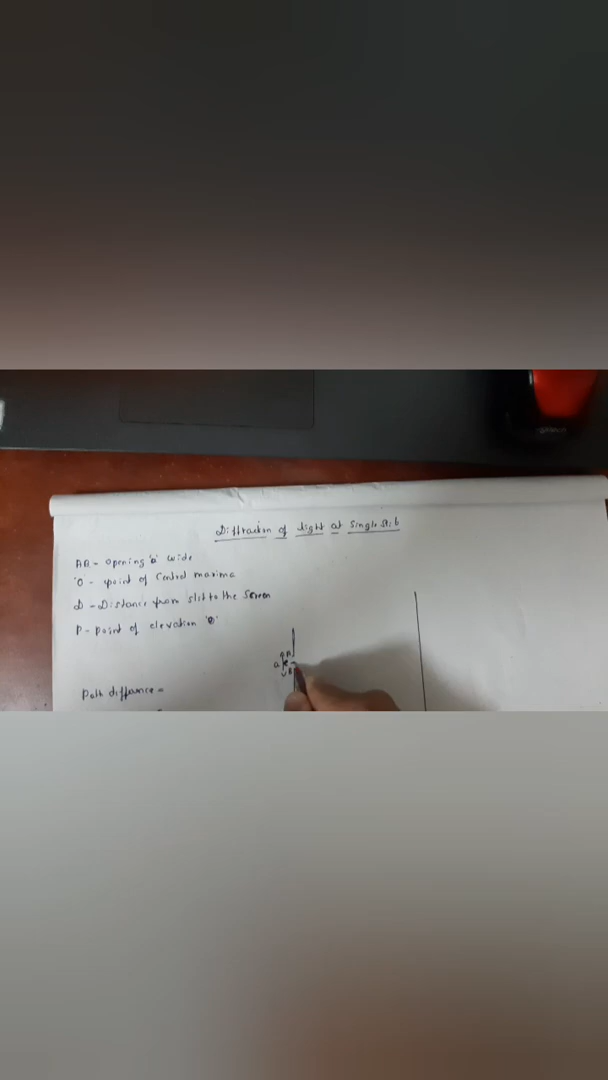 Diffraction of light at single slit
AB - opening 'a' wide
'O' - point of Central maxima
D - Distance from slit to the Screen
P - point of elevation 'θ'
A
a
B
Path differance =